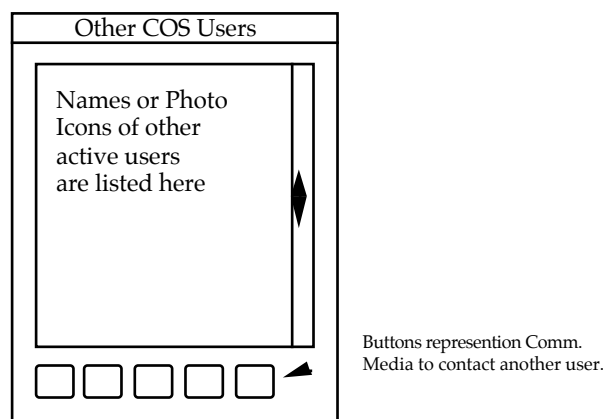 Other COS Users
Names or Photo
Icons of other
active users
are listed here
Buttons represention Comm.
Media to contact another user.